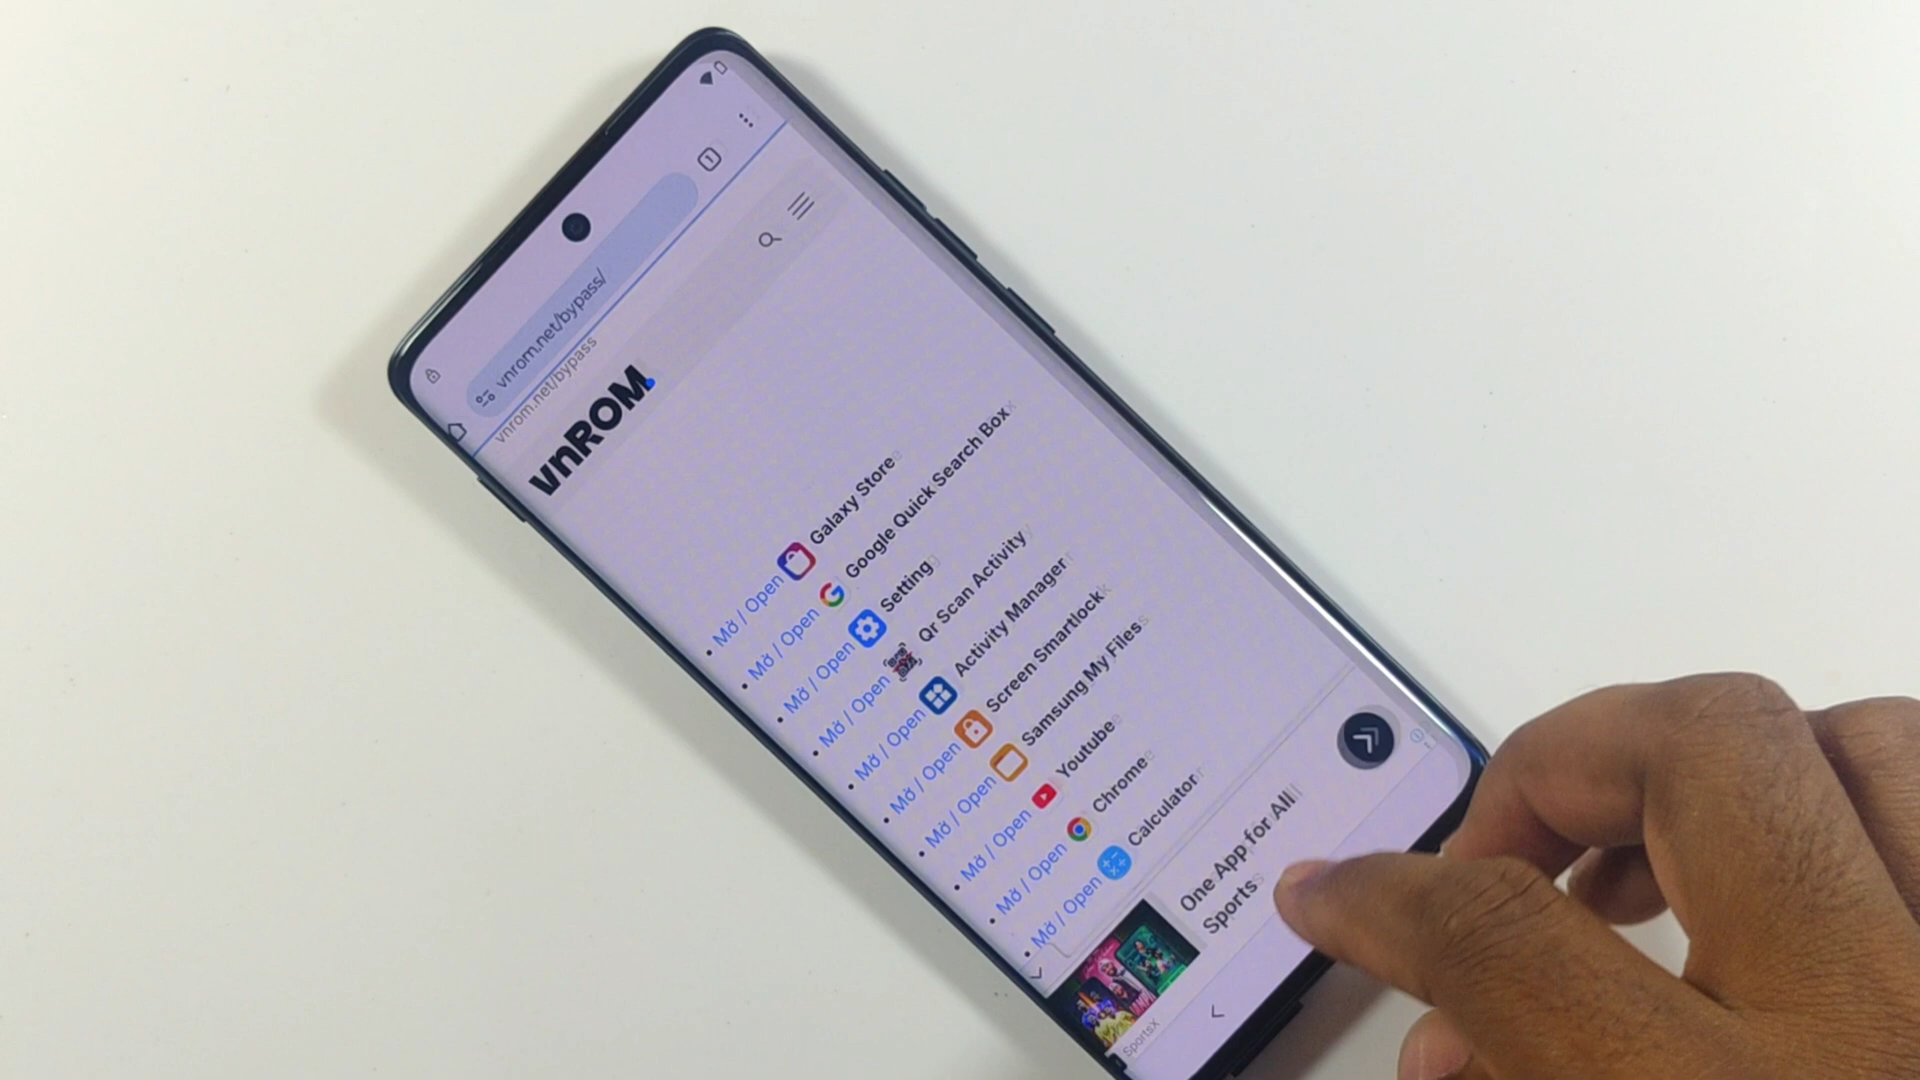 1
vnrom.net/bypass/
vnrom.net/bypass
vnROM.
Mở / Open Galaxy Store
Mở / Open Google Quick Search Box
Mở / Open Setting
Mở / Open Qr Scan Activity
Mở / Open Activity Manager
Mở / Open Screen Smartlock
Mở / Open Samsung My Files
Mở / Open Youtube
Mở / Open Chrome
Mở / Open Calculator
One App for All
Sports
SportsX